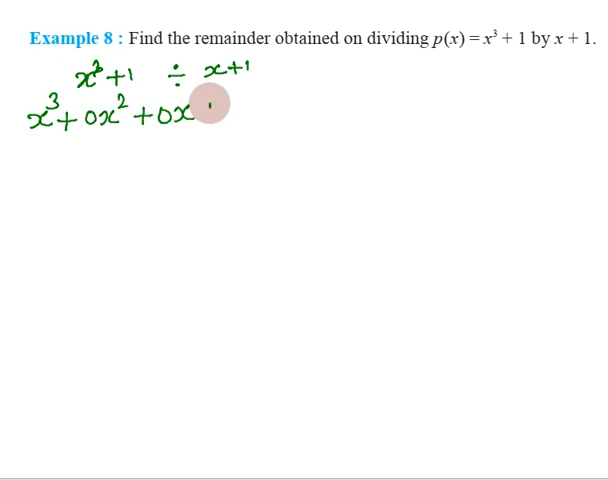 Example 8 : Find the remainder obtained on dividing p(x) = x³ + 1 by x + 1.
x³+1 ÷ x+1
x³+0x²+0x